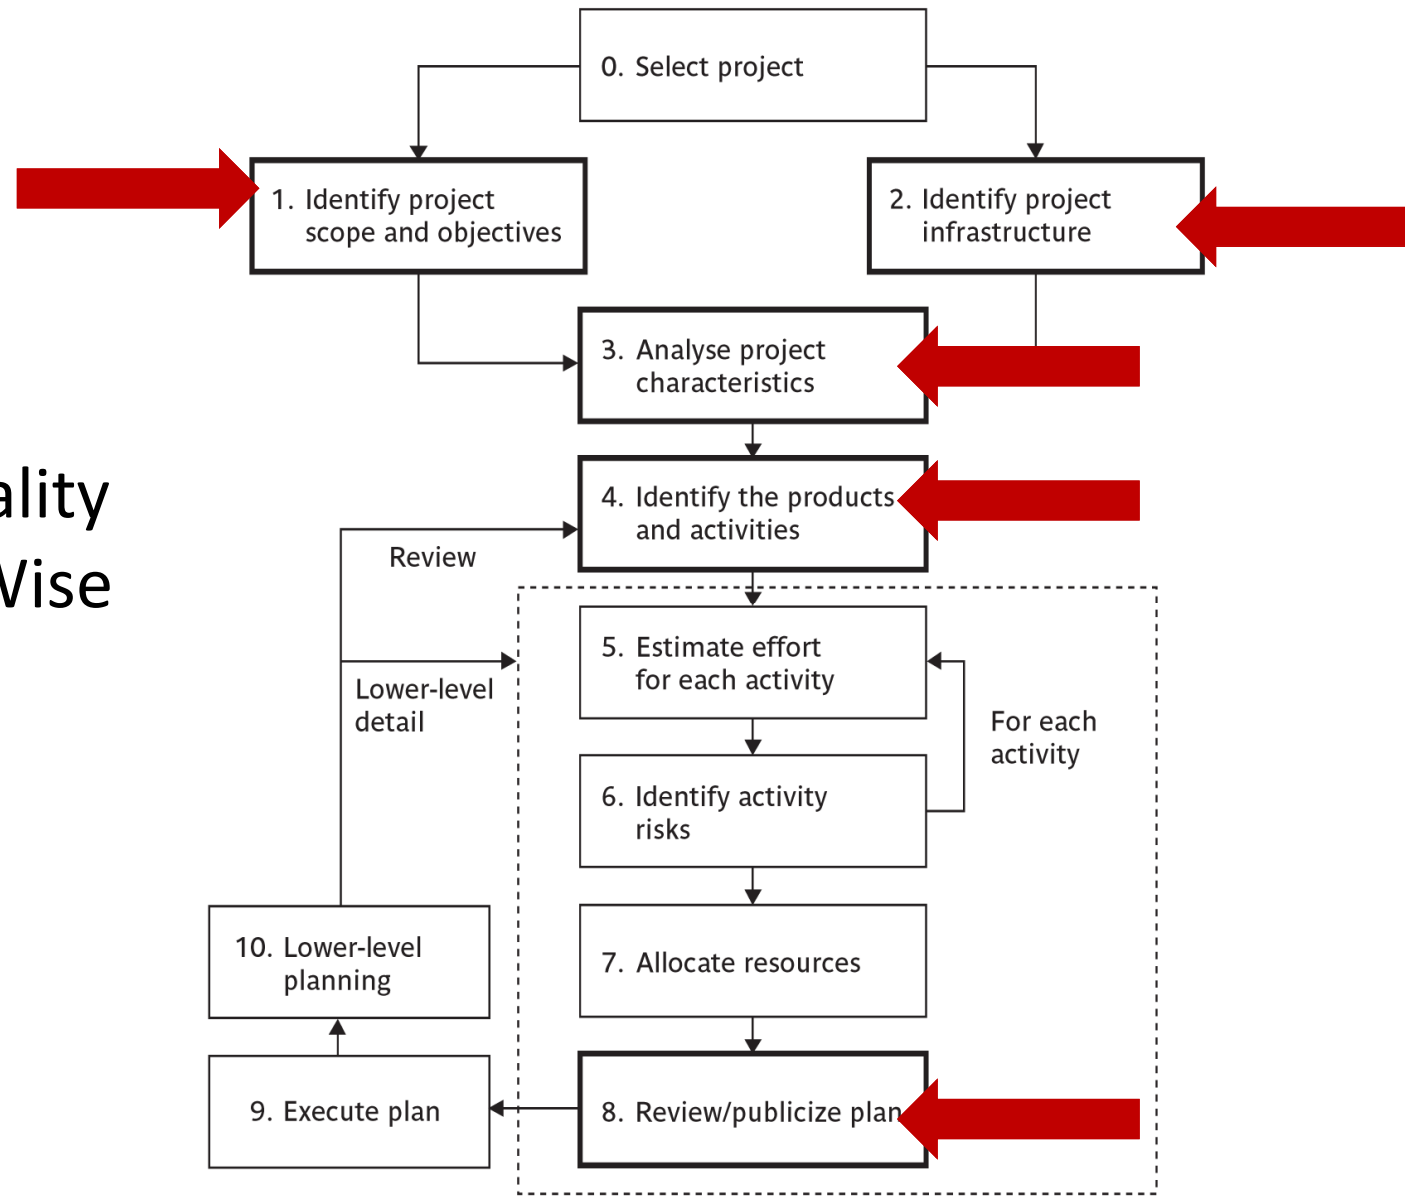 0. Select project
1. Identify project
scope and objectives
2. Identify project
infrastructure
3. Analyse project
characteristics
ality
Wise
4. Identify the products
and activities
Review
5. Estimate effort
for each activity
Lower-level
detail
For each
activity
6. Identify activity
risks
10. Lower-level
planning
7. Allocate resources
9. Execute plan
8. Review/publicize plan